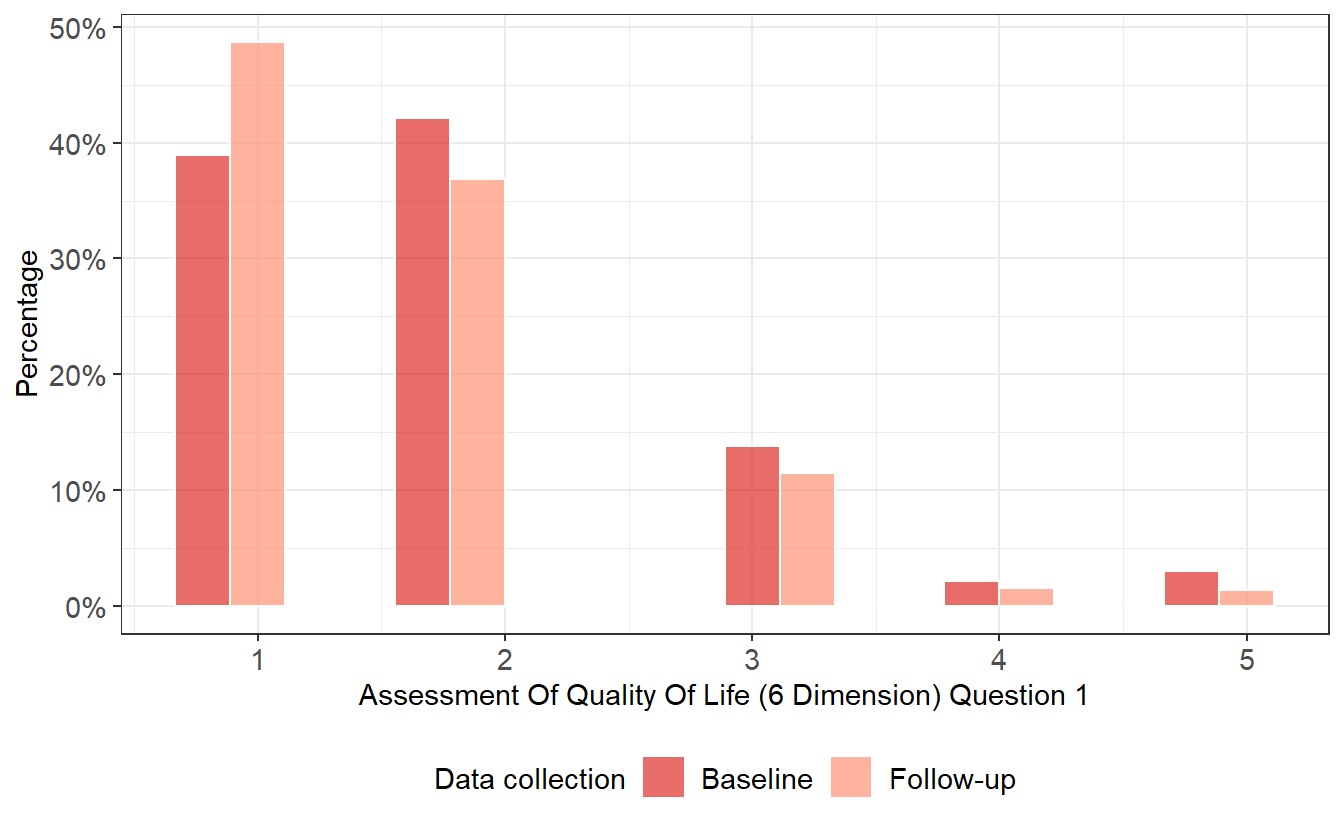 50%
40%
30%
20%
10%
0%
Percentage
1 2 3 4 5
Assessment Of Quality Of Life (6 Dimension) Question 1
Data collection Baseline Follow-up